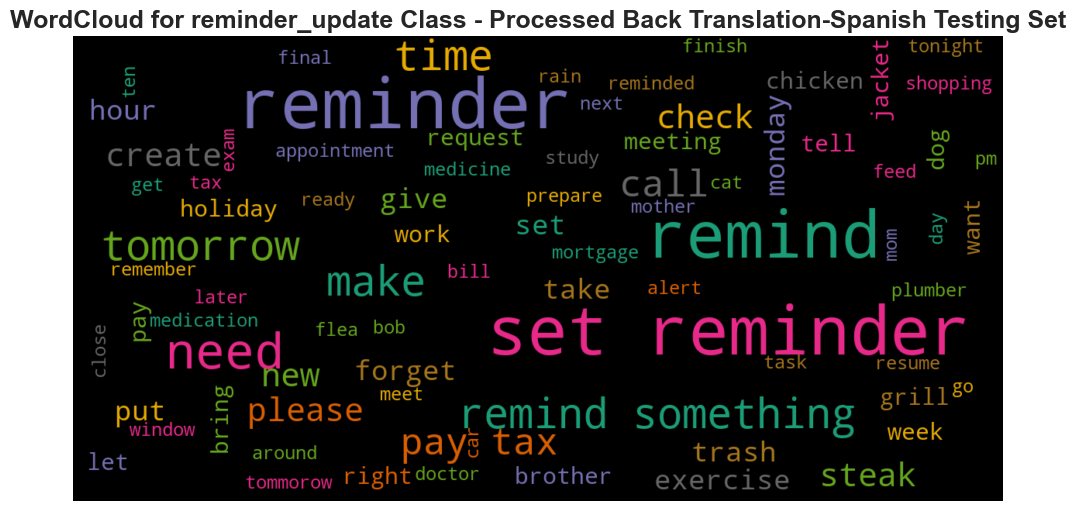 WordCloud for reminder_update Class - Processed Back Translation-Spanish Testing Set
final
time
finish
tonight
ten
hour
reminder
rain
reminded
next
chicken
jacket
shopping
check
create
exam
appointment
request
medicine
study
meeting
monday
tell
dog
pm
get
tax
holiday
ready
give
prepare
call
cat
mother
feed
tomorrow
work
set
mortgage
remind
mom
day
want
remember
later
make
bill
take
alert
plumber
close
pay
medication
flea
bob
set reminder
need
new
forget
meet
task
resume
put
window
bring
please
remind something
grill
go
let
around
pay tax
car
trash
week
tommorow
right
doctor
brother
exercise
steak